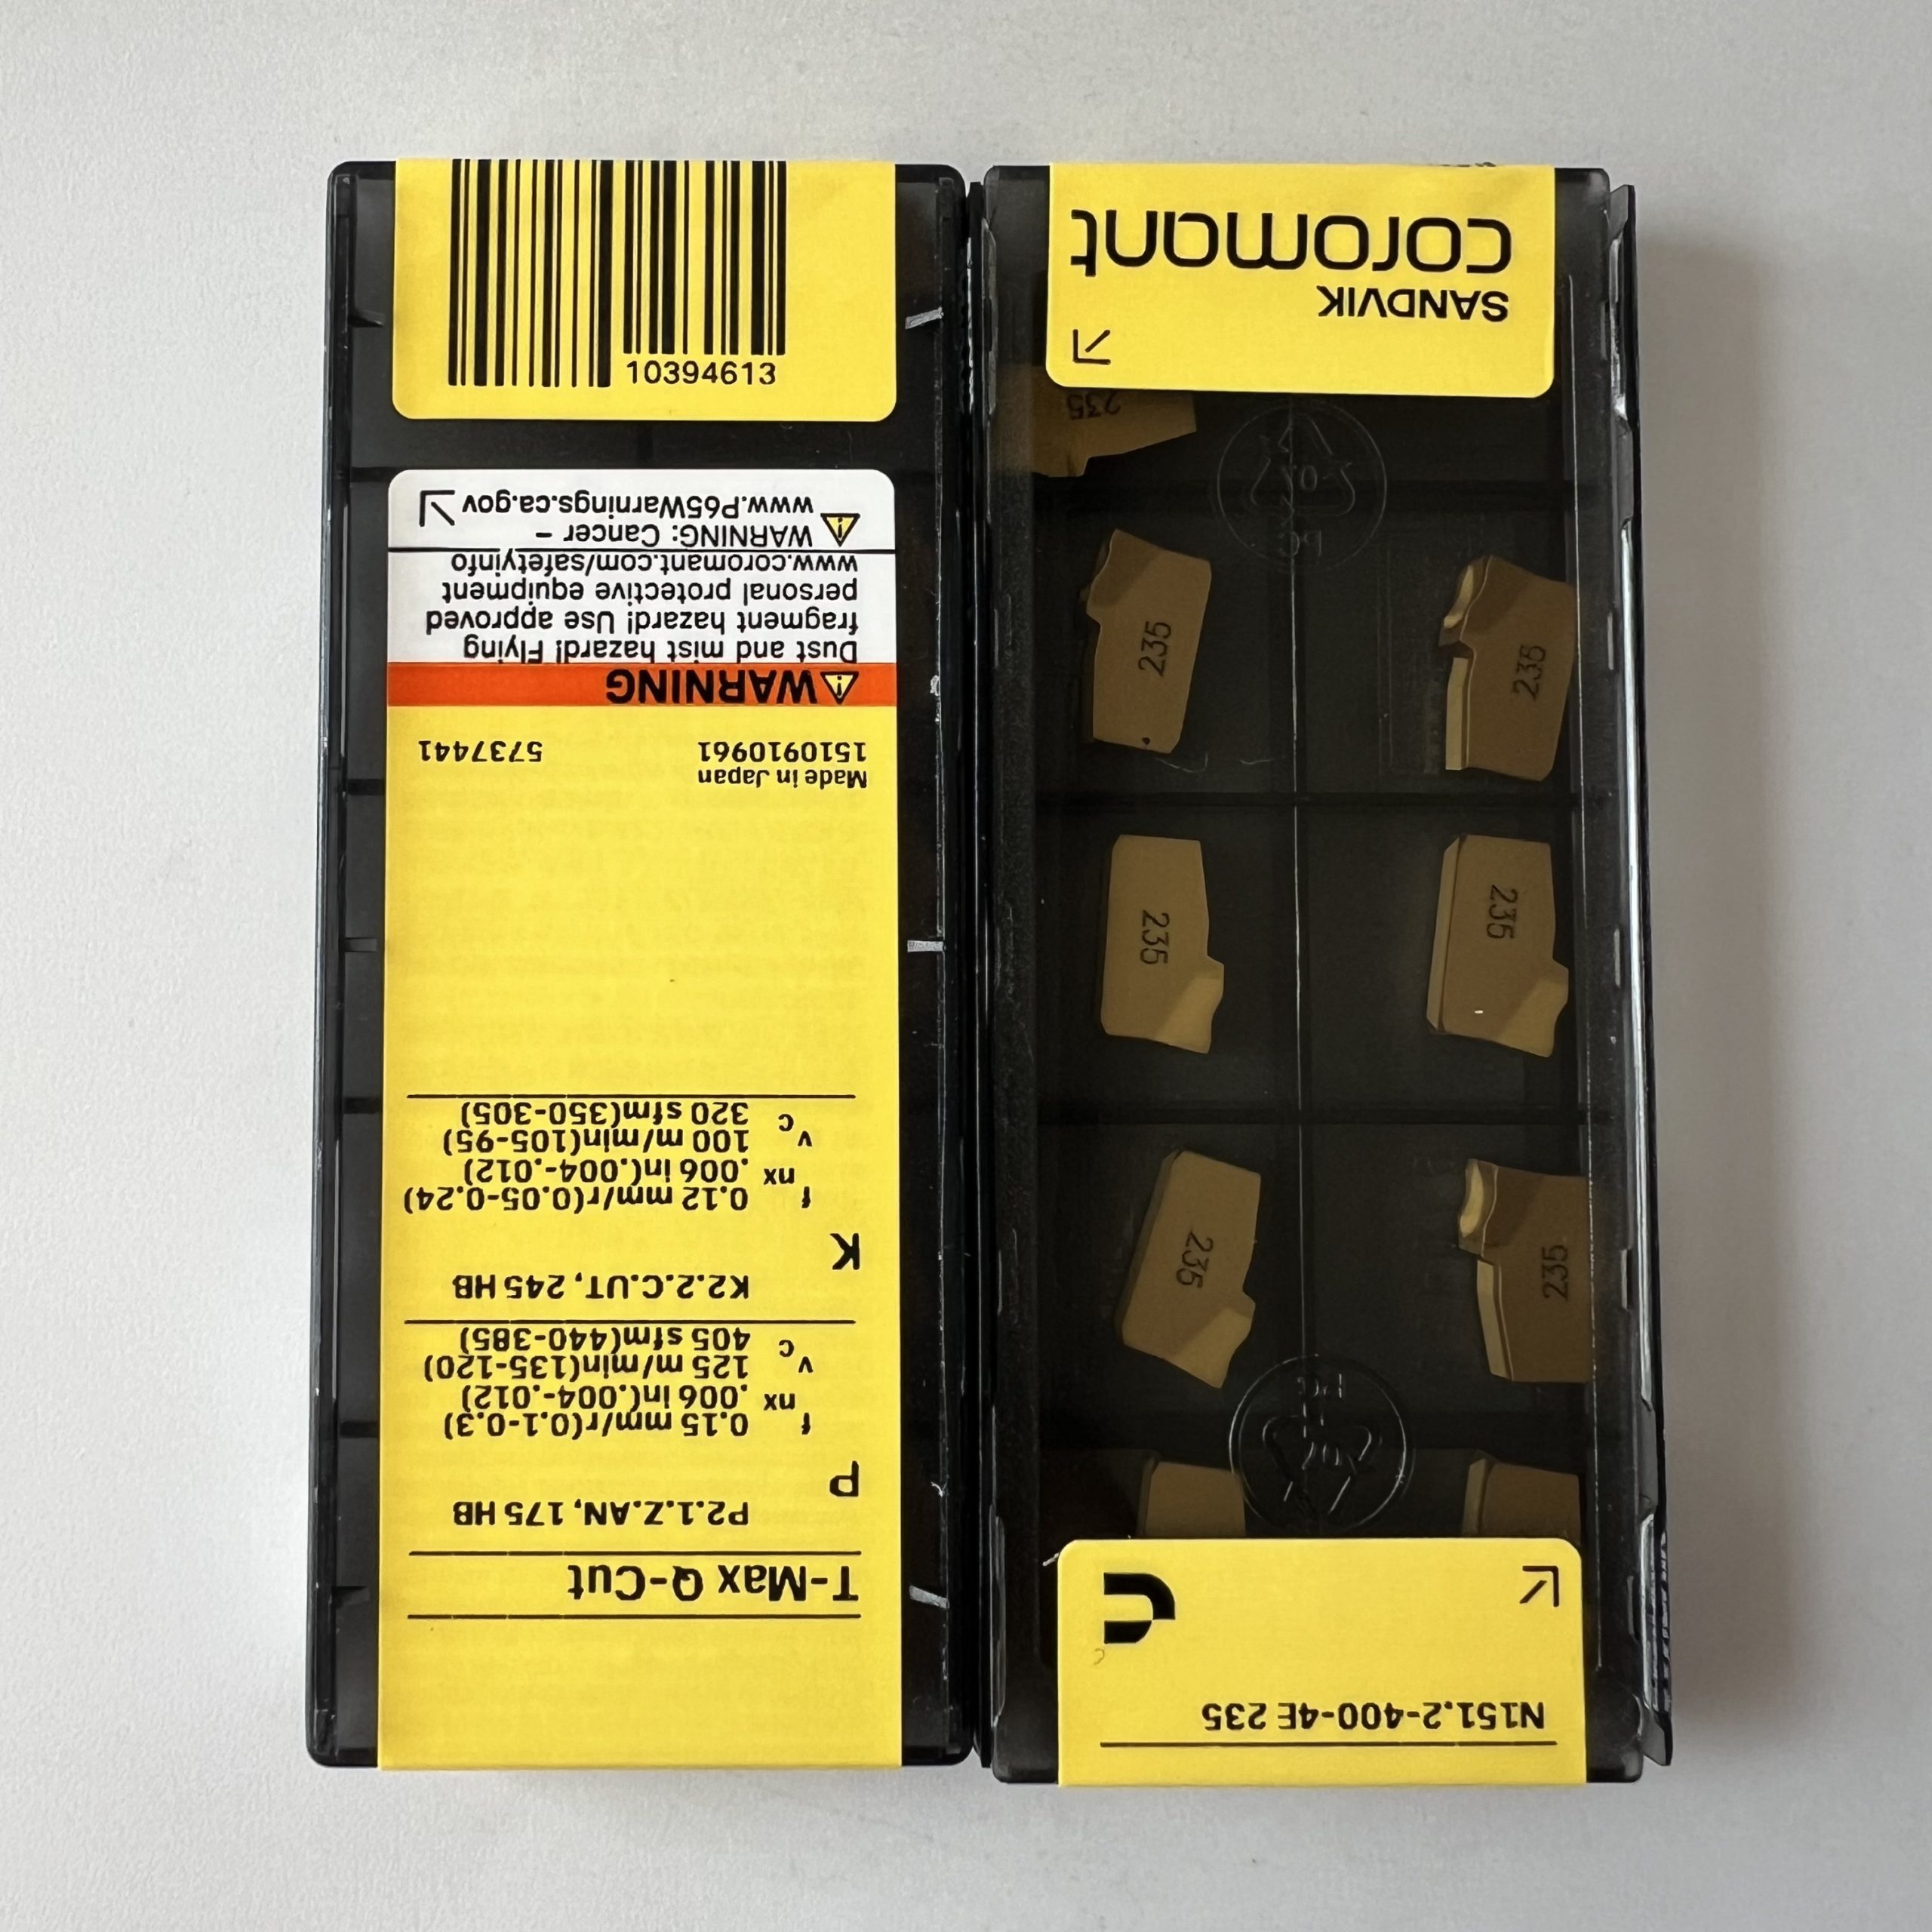 T-Max Q-Cut
P2.1.Z.AN, 175 HB
P
f nx 0.15 mm/r(0.1-0.3)
.006 in(.004-.012)
v c 125 m/min(135-120)
405 sfm(440-385)
K2.2.C.UT, 245 HB
K
f nx 0.12 mm/r(0.05-0.24)
.006 in(.004-.012)
v c 100 m/min(105-95)
320 sfm(350-305)
Made in Japan
1510910961 5737441
WARNING
Dust and mist hazard! Flying
fragment hazard! Use approved
personal protective equipment
www.coromant.com/safetyinfo
WARNING: Cancer -
www.P65Warnings.ca.gov
10394613
N151.2-400-4E 235
235
235
235
235
235
235
235
PC
PC
SANDVIK
coromant